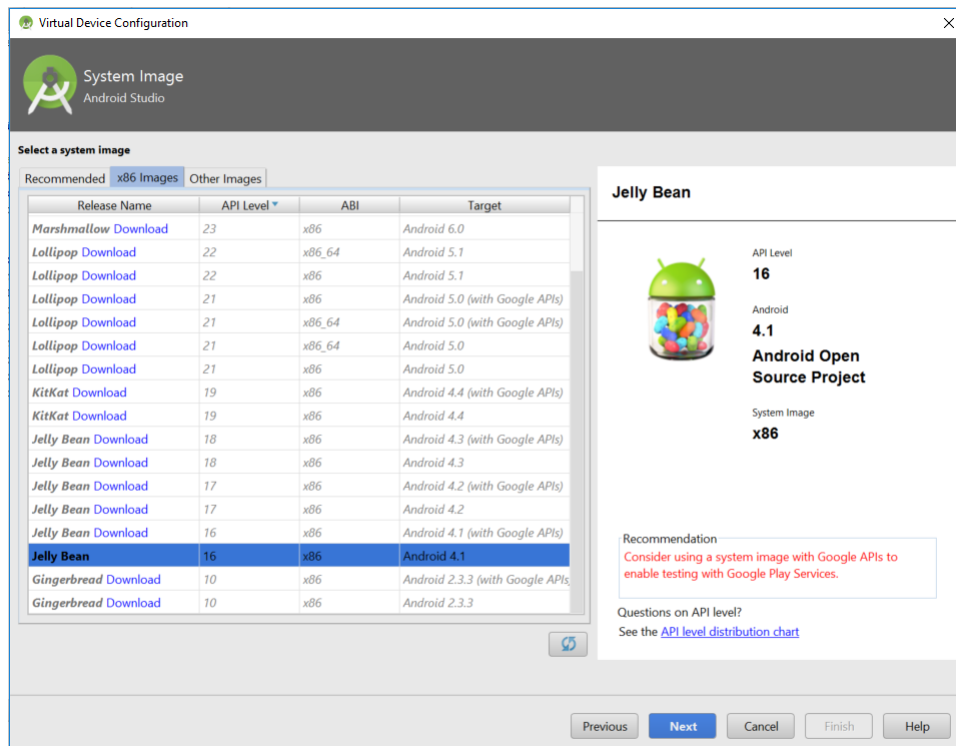 Virtual Device Configuration
System Image
Android Studio
Select a system image
Recommended x86 Images Other Images
Release Name API Level ABI Target
Marshmallow Download 23 x86 Android 6.0
Lollipop Download 22 x86_64 Android 5.1
Lollipop Download 22 x86 Android 5.1
Lollipop Download 21 x86 Android 5.0 (with Google APIs)
Lollipop Download 21 x86_64 Android 5.0 (with Google APIs)
Lollipop Download 21 x86_64 Android 5.0
Lollipop Download 21 x86 Android 5.0
KitKat Download 19 x86 Android 4.4 (with Google APIs)
KitKat Download 19 x86 Android 4.4
Jelly Bean Download 18 x86 Android 4.3 (with Google APIs)
Jelly Bean Download 18 x86 Android 4.3
Jelly Bean Download 17 x86 Android 4.2 (with Google APIs)
Jelly Bean Download 17 x86 Android 4.2
Jelly Bean Download 16 x86 Android 4.1 (with Google APIs)
Jelly Bean 16 x86 Android 4.1
Gingerbread Download 10 x86 Android 2.3.3 (with Google APIs
Gingerbread Download 10 x86 Android 2.3.3
Jelly Bean
API Level
16
Android
4.1
Android Open
Source Project
System Image
x86
Recommendation
Consider using a system image with Google APIs to
enable testing with Google Play Services.
Questions on API level?
See the API level distribution chart
Previous Next Cancel Finish Help